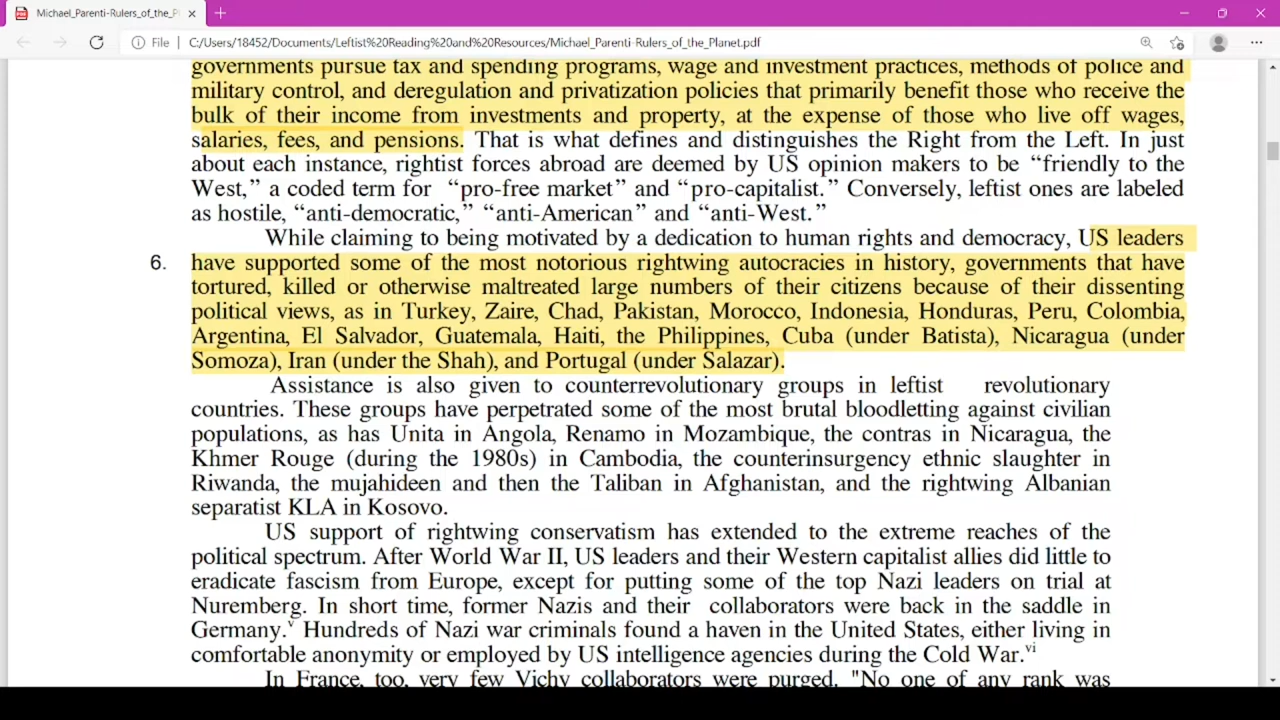 Michael_Parenti-Rulers_of_the_P
File
C:/Users/18452/Documents/Leftist%20Reading%20and%20Resources/Michael_Parenti-Rulers_of_the_Planet.pdf
governments pursue tax and spending programs, wage and investment practices, methods of police and
military control, and deregulation and privatization policies that primarily benefit those who receive the
bulk of their income from investments and property, at the expense of those who live off wages,
salaries, fees, and pensions. That is what defines and distinguishes the Right from the Left. In just
about each instance, rightist forces abroad are deemed by US opinion makers to be “friendly to the
West,” a coded term for “pro-free market” and “pro-capitalist.” Conversely, leftist ones are labeled
as hostile, “anti-democratic,” “anti-American” and “anti-West.”
While claiming to being motivated by a dedication to human rights and democracy, US leaders
6. have supported some of the most notorious rightwing autocracies in history, governments that have
tortured, killed or otherwise maltreated large numbers of their citizens because of their dissenting
political views, as in Turkey, Zaire, Chad, Pakistan, Morocco, Indonesia, Honduras, Peru, Colombia,
Argentina, El Salvador, Guatemala, Haiti, the Philippines, Cuba (under Batista), Nicaragua (under
Somoza), Iran (under the Shah), and Portugal (under Salazar).
Assistance is also given to counterrevolutionary groups in leftist revolutionary
countries. These groups have perpetrated some of the most brutal bloodletting against civilian
populations, as has Unita in Angola, Renamo in Mozambique, the contras in Nicaragua, the
Khmer Rouge (during the 1980s) in Cambodia, the counterinsurgency ethnic slaughter in
Riwanda, the mujahideen and then the Taliban in Afghanistan, and the rightwing Albanian
separatist KLA in Kosovo.
US support of rightwing conservatism has extended to the extreme reaches of the
political spectrum. After World War II, US leaders and their Western capitalist allies did little to
eradicate fascism from Europe, except for putting some of the top Nazi leaders on trial at
Nuremberg. In short time, former Nazis and their collaborators were back in the saddle in
Germany.v Hundreds of Nazi war criminals found a haven in the United States, either living in
comfortable anonymity or employed by US intelligence agencies during the Cold War.vi
In France, too, very few Vichy collaborators were purged. "No one of any rank was